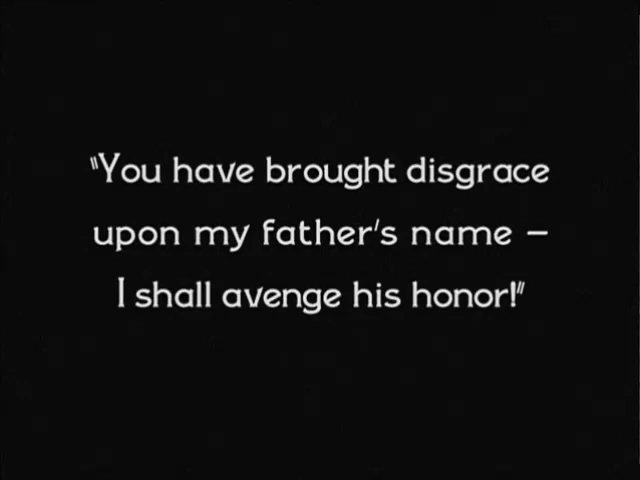 "You have brought disgrace
upon my father's name –
I shall avenge his honor!"